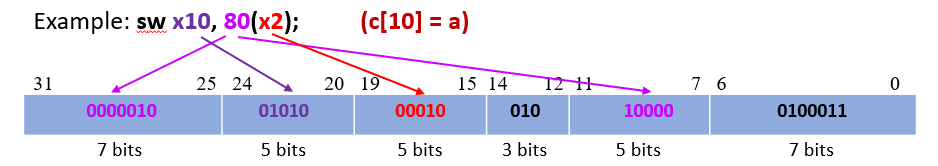 Example: sw x10, 80(x2); (c[10] = a)
31 25 24 20 19 15 14 12 11 7 6 0
0000010 01010 00010 010 10000 0100011
7 bits 5 bits 5 bits 3 bits 5 bits 7 bits